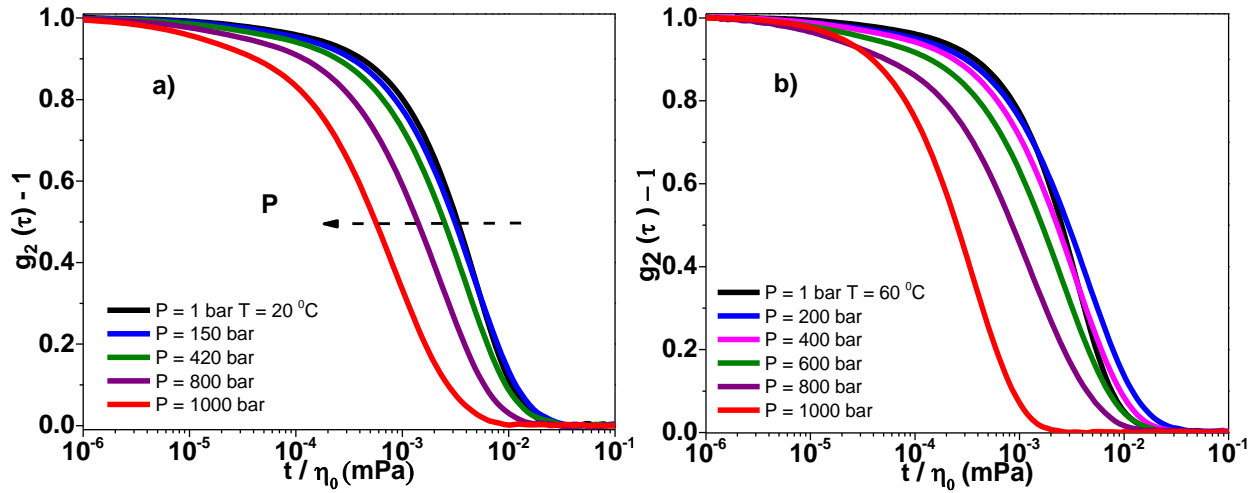 a)
1.0
0.8
0.6
0.4
0.2
0.0
g₂ (τ) - 1
P
P = 1 bar T = 20 ⁰C
P = 150 bar
P = 420 bar
P = 800 bar
P = 1000 bar
10⁻⁶ 10⁻⁵ 10⁻⁴ 10⁻³ 10⁻² 10⁻¹
t / η₀ (mPa)
b)
1.0
0.8
0.6
0.4
0.2
0.0
g₂ (τ) – 1
P = 1 bar T = 60 ⁰C
P = 200 bar
P = 400 bar
P = 600 bar
P = 800 bar
P = 1000 bar
10⁻⁶ 10⁻⁵ 10⁻⁴ 10⁻³ 10⁻² 10⁻¹
t / η₀ (mPa)